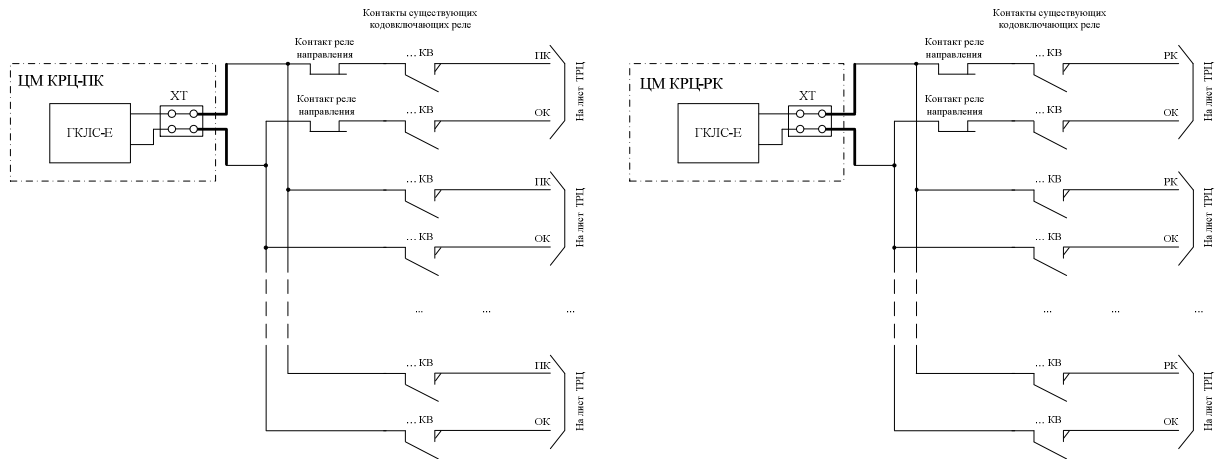 Контакты существующих
кодовключающих реле
Контакт реле
направления
... КВ
ПК
ЦМ КРЦ-ПК
ХТ
ГКЛС-Е
Контакт реле
направления
... КВ
ОК
На лист ТРЦ
... КВ
ПК
... КВ
ОК
На лист ТРЦ
... ... ...
... КВ
ПК
... КВ
ОК
На лист ТРЦ
Контакты существующих
кодовключающих реле
Контакт реле
направления
... КВ
РК
ЦМ КРЦ-РК
ХТ
ГКЛС-Е
Контакт реле
направления
... КВ
ОК
На лист ТРЦ
... КВ
РК
... КВ
ОК
На лист ТРЦ
... ... ...
... КВ
РК
... КВ
ОК
На лист ТРЦ